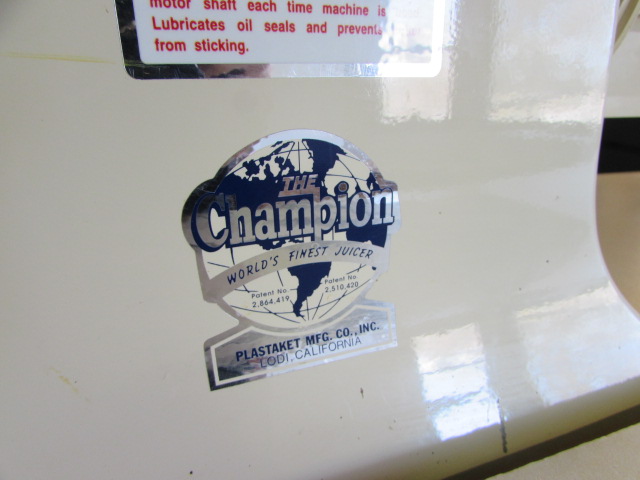 motor shaft each time machine is
Lubricates oil seals and prevents
from sticking.
THE
Champion
WORLD'S FINEST JUICER
Patent No.
2,864,419
Patent No.
2,510,420
PLASTAKET MFG. CO., INC.
LODI, CALIFORNIA